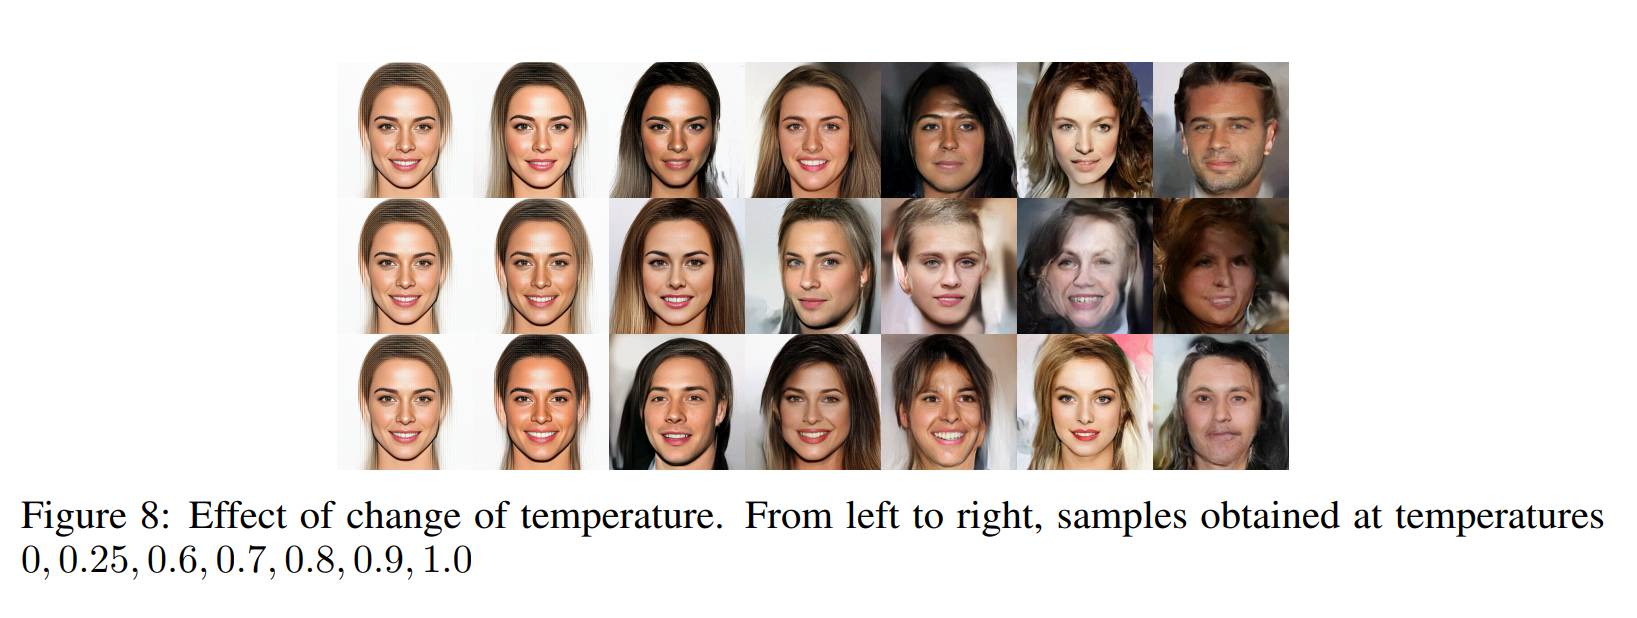 Figure 8: Effect of change of temperature. From left to right, samples obtained at temperatures
0, 0.25, 0.6, 0.7, 0.8, 0.9, 1.0